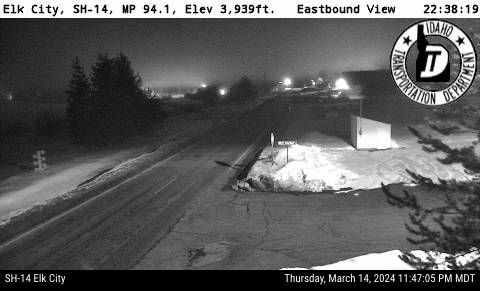 Elk City, SH-14, MP 94.1, Elev 3,939ft. Eastbound View 22:38:19
IDAHO
TRANSPORTATION DEPARTMENT
SH-14 Elk City Thursday, March 14, 2024 11:47:05 PM MDT